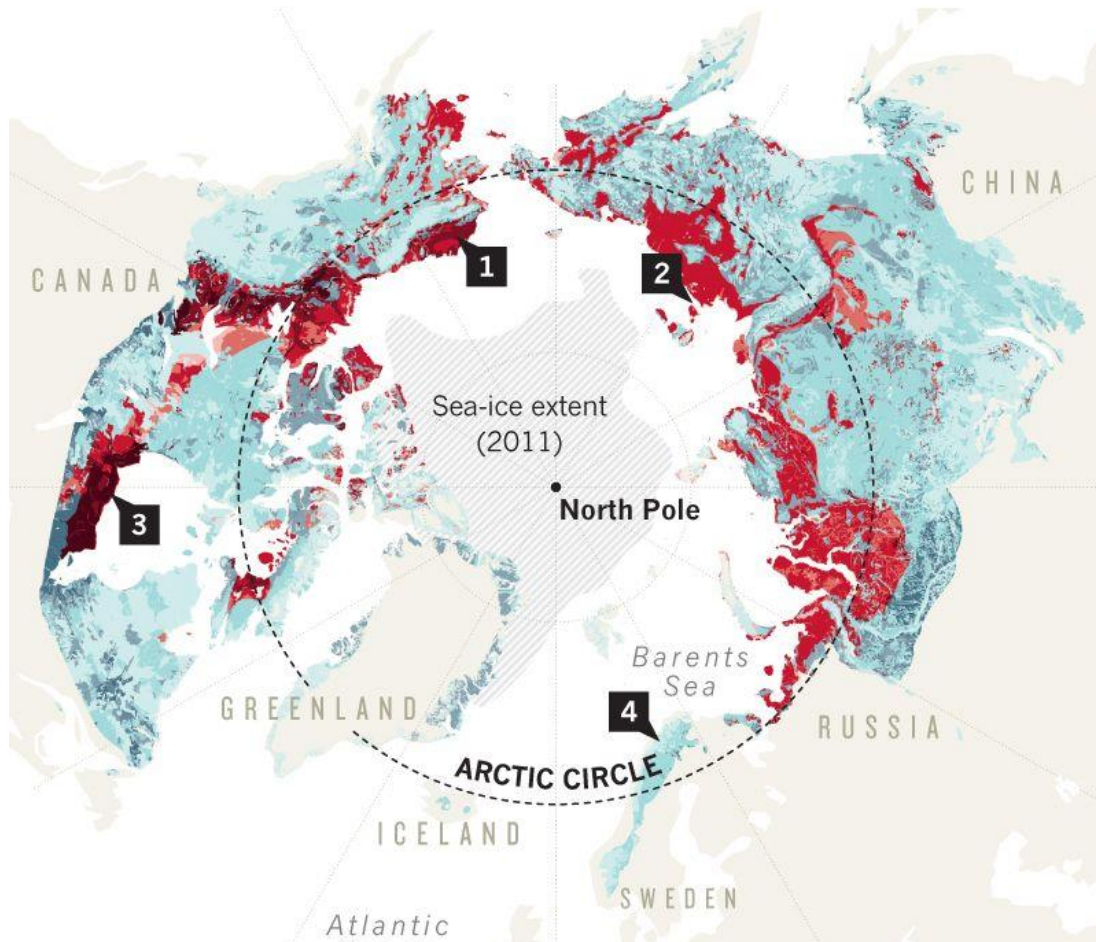 CHINA
CANADA
1
2
Sea-ice extent
(2011)
North Pole
3
Barents
Sea
GREENLAND
4
RUSSIA
ARCTIC CIRCLE
ICELAND
SWEDEN
Atlantic